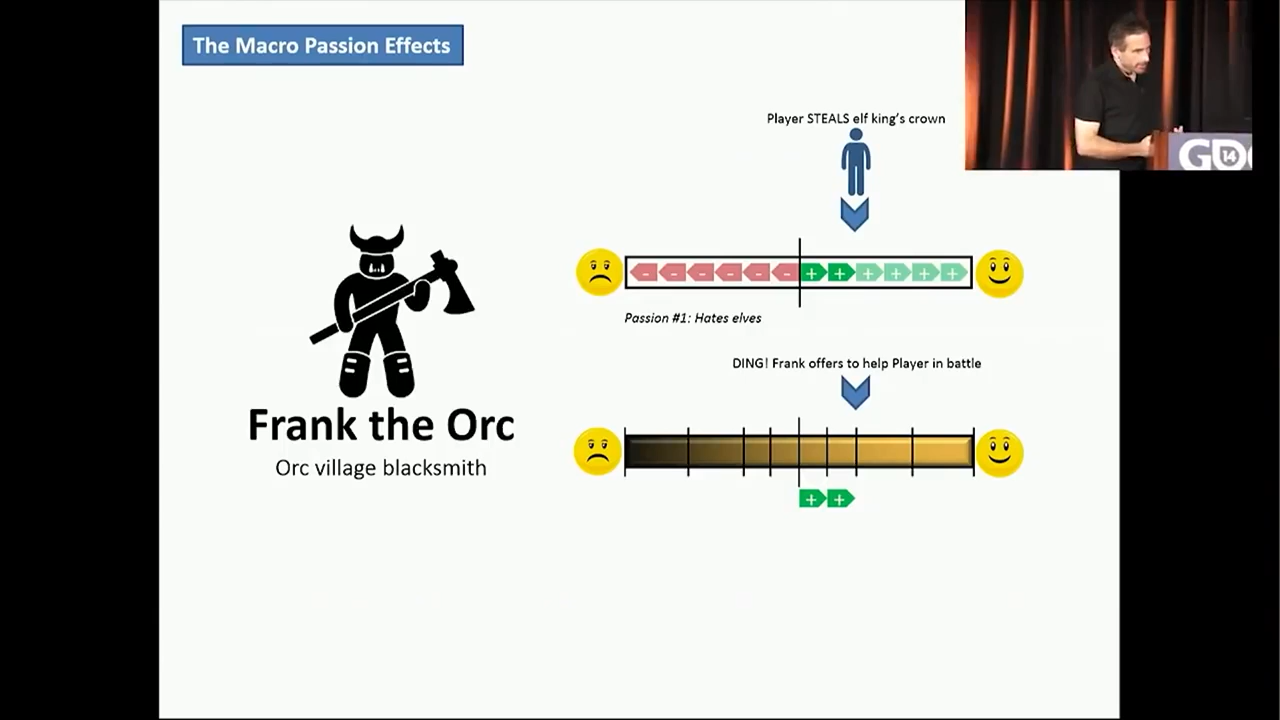 The Macro Passion Effects
Player STEALS elf king's crown
Passion #1: Hates elves
DING! Frank offers to help Player in battle
Frank the Orc
Orc village blacksmith
GDC 14